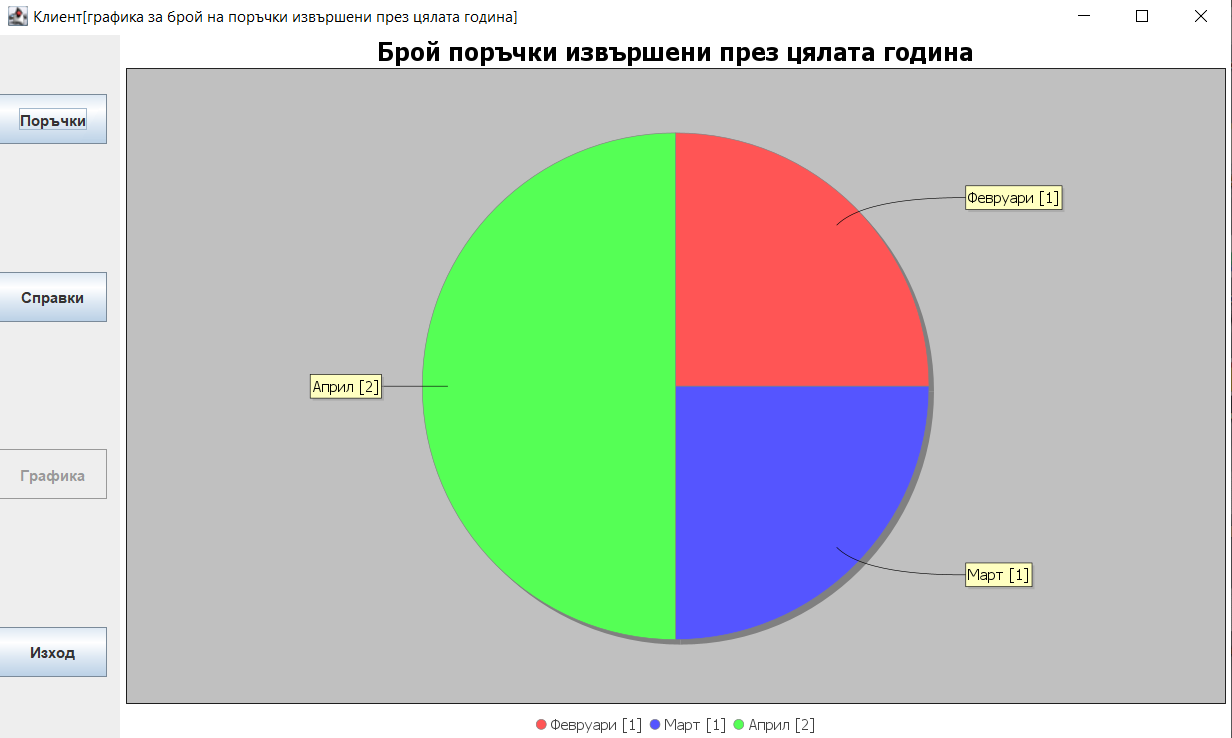 Клиент[графика за брой на поръчки извършени през цялата година]
Брой поръчки извършени през цялата година
Поръчки
Справки
Графика
Изход
Февруари [1]
Април [2]
Март [1]
Февруари [1] Март [1] Април [2]